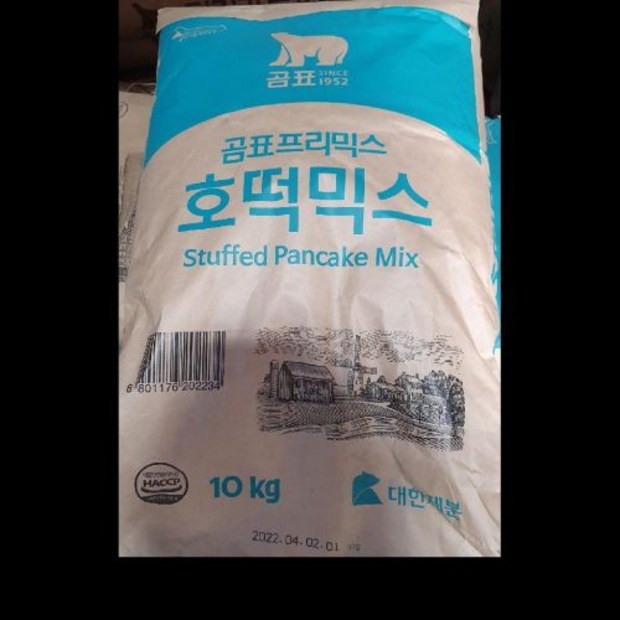 곰표 SINCE 1952
곰표프리믹스
호떡믹스
Stuffed Pancake Mix
8 801176 202234
HACCP
10 kg
대한제분
2022.04.02.01